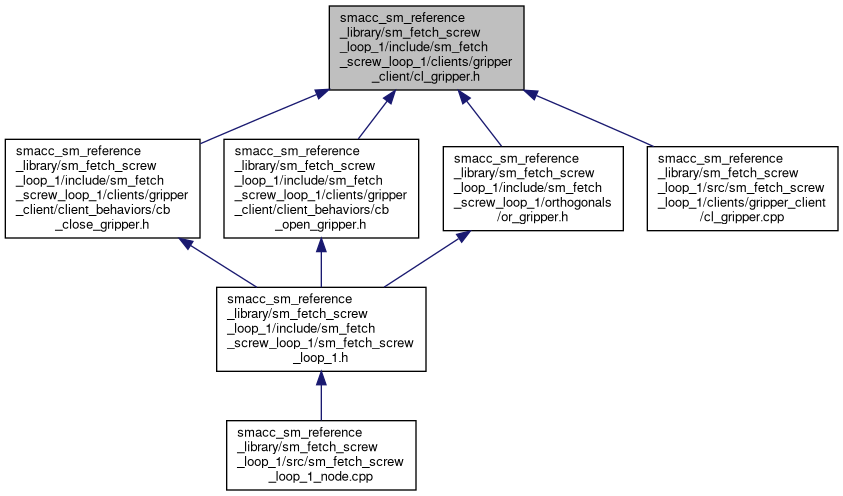 smacc_sm_reference
_library/sm_fetch_screw
_loop_1/include/sm_fetch
_screw_loop_1/clients/gripper
_client/cl_gripper.h
smacc_sm_reference
_library/sm_fetch_screw
_loop_1/include/sm_fetch
_screw_loop_1/clients/gripper
_client/client_behaviors/cb
_close_gripper.h
smacc_sm_reference
_library/sm_fetch_screw
_loop_1/include/sm_fetch
_screw_loop_1/clients/gripper
_client/client_behaviors/cb
_open_gripper.h
smacc_sm_reference
_library/sm_fetch_screw
_loop_1/include/sm_fetch
_screw_loop_1/orthogonals
/or_gripper.h
smacc_sm_reference
_library/sm_fetch_screw
_loop_1/src/sm_fetch_screw
_loop_1/clients/gripper_client
/cl_gripper.cpp
smacc_sm_reference
_library/sm_fetch_screw
_loop_1/include/sm_fetch
_screw_loop_1/sm_fetch_screw
_loop_1.h
smacc_sm_reference
_library/sm_fetch_screw
_loop_1/src/sm_fetch_screw
_loop_1_node.cpp